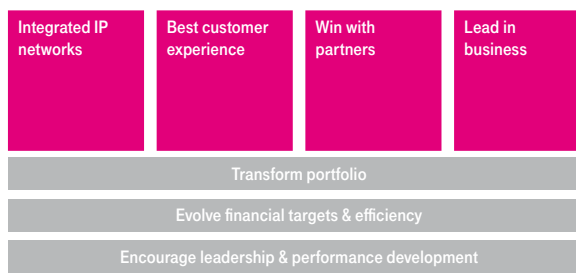 Integrated IP
networks
Best customer
experience
Win with
partners
Lead in
business
Transform portfolio
Evolve financial targets & efficiency
Encourage leadership & performance development